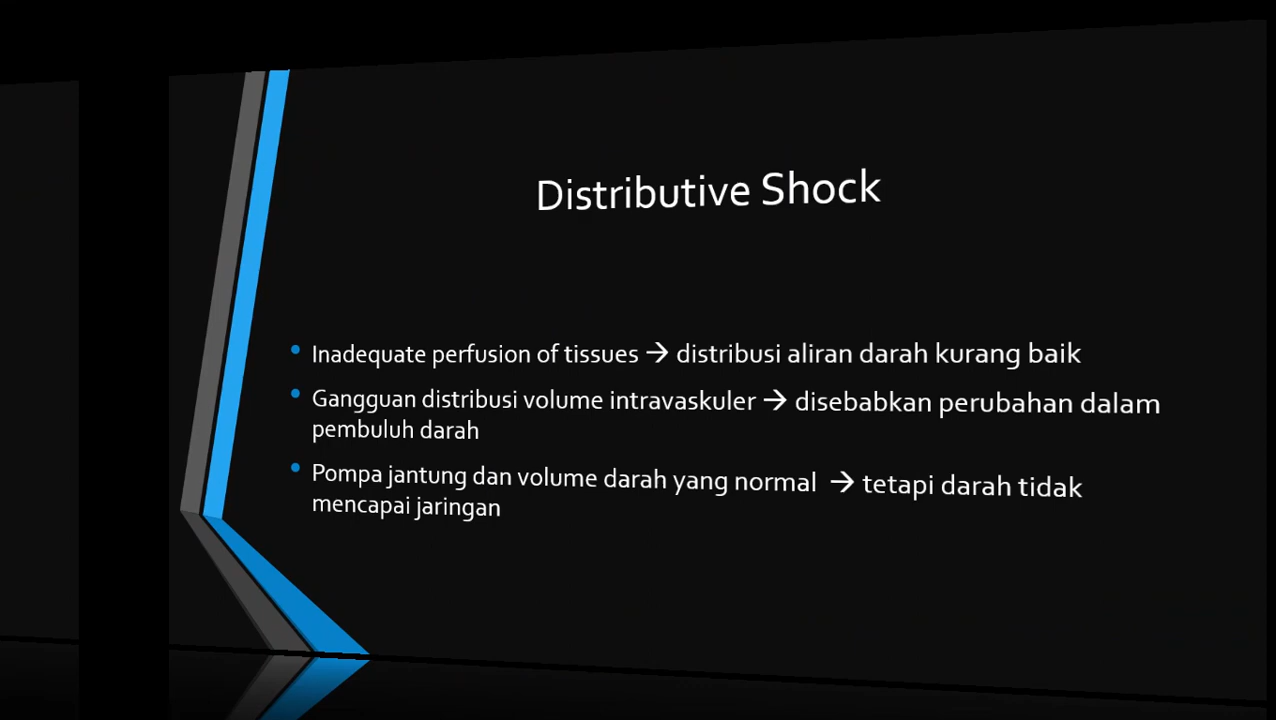 Distributive Shock
• Inadequate perfusion of tissues → distribusi aliran darah kurang baik
• Gangguan distribusi volume intravaskuler → disebabkan perubahan dalam
pembuluh darah
• Pompa jantung dan volume darah yang normal → tetapi darah tidak
mencapai jaringan